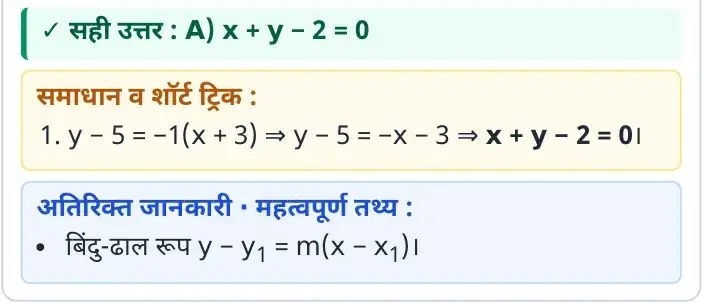 ✓ सही उत्तर : A) x + y − 2 = 0
समाधान व शॉर्ट ट्रिक :
1. y − 5 = −1(x + 3) ⇒ y − 5 = −x − 3 ⇒ x + y − 2 = 0।
अतिरिक्त जानकारी · महत्वपूर्ण तथ्य :
• बिंदु-ढाल रूप y − y₁ = m(x − x₁)।